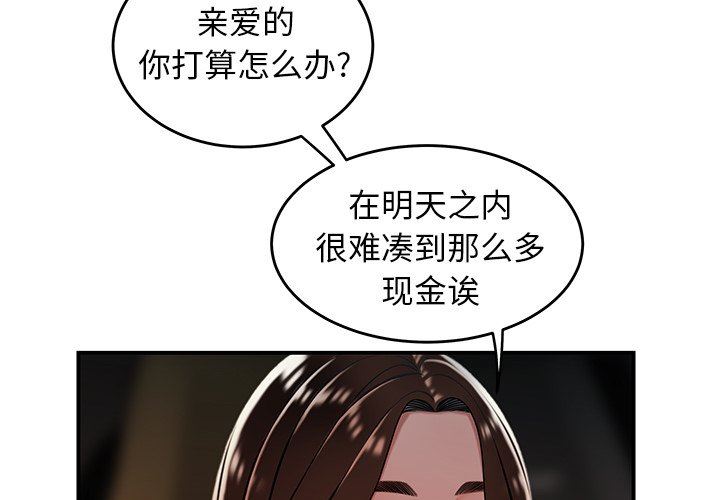 亲爱的
你打算怎么办?
在明天之内
很难凑到那么多
现金诶